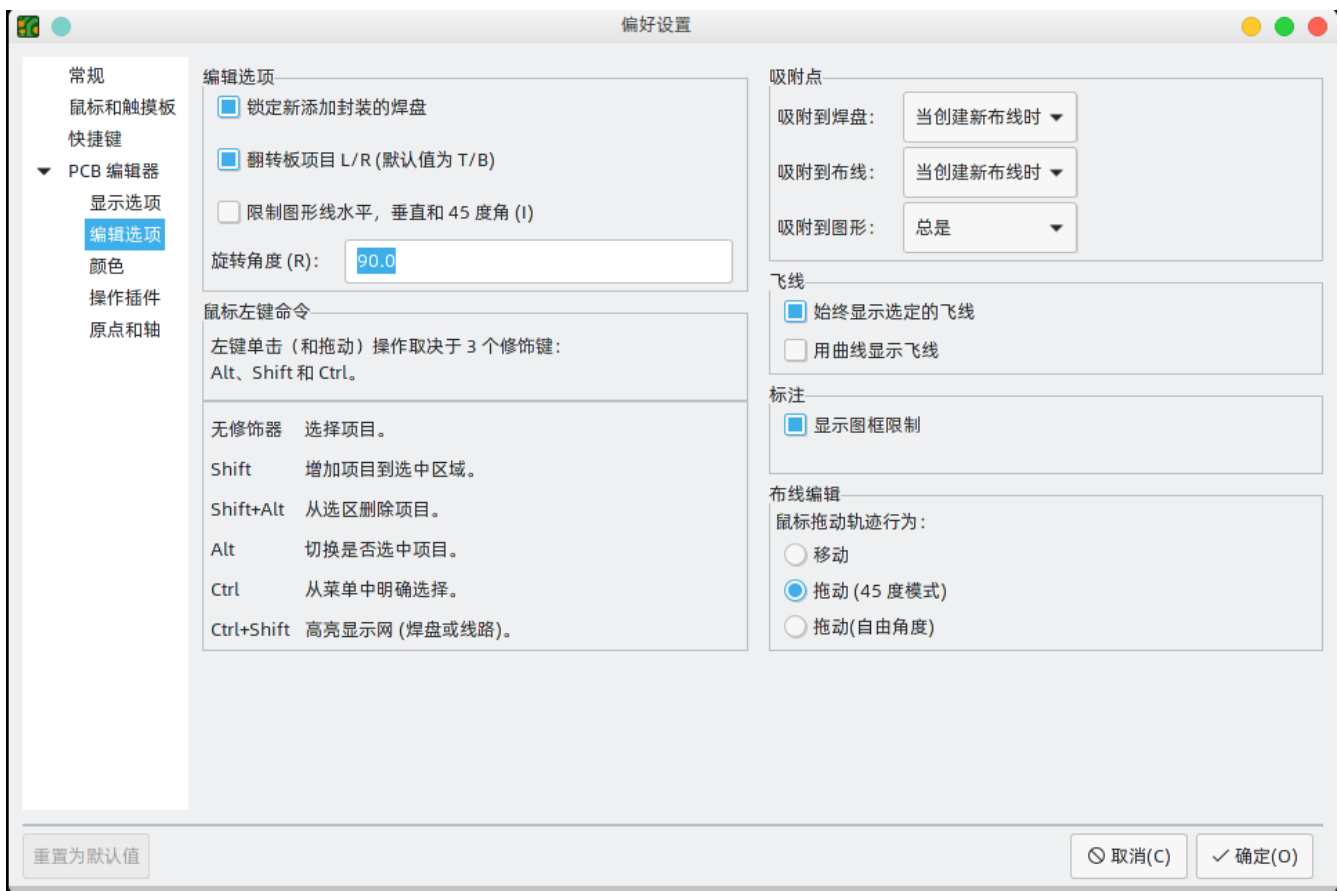 偏好设置
常规
鼠标和触摸板
快捷键
PCB 编辑器
显示选项
编辑选项
颜色
操作插件
原点和轴
编辑选项
锁定新添加封装的焊盘
翻转板项目 L/R (默认值为 T/B)
限制图形线水平，垂直和 45 度角 (I)
旋转角度 (R)：
90.0
鼠标左键命令
左键单击（和拖动）操作取决于 3 个修饰键：
Alt、Shift 和 Ctrl。
无修饰器 选择项目。
Shift 增加项目到选中区域。
Shift+Alt 从选区删除项目。
Alt 切换是否选中项目。
Ctrl 从菜单中明确选择。
Ctrl+Shift 高亮显示网 (焊盘或线路)。
吸附点
吸附到焊盘： 当创建新布线时
吸附到布线： 当创建新布线时
吸附到图形： 总是
飞线
始终显示选定的飞线
用曲线显示飞线
标注
显示图框限制
布线编辑
鼠标拖动轨迹行为：
移动
拖动 (45 度模式)
拖动(自由角度)
重置为默认值
取消(C)
确定(O)